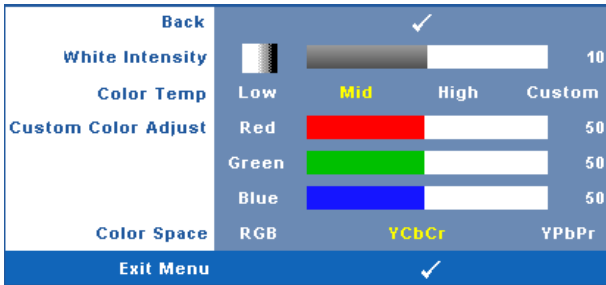 Back
White Intensity 10
Color Temp Low Mid High Custom
Custom Color Adjust Red 50
Green 50
Blue 50
Color Space RGB YCbCr YPbPr
Exit Menu